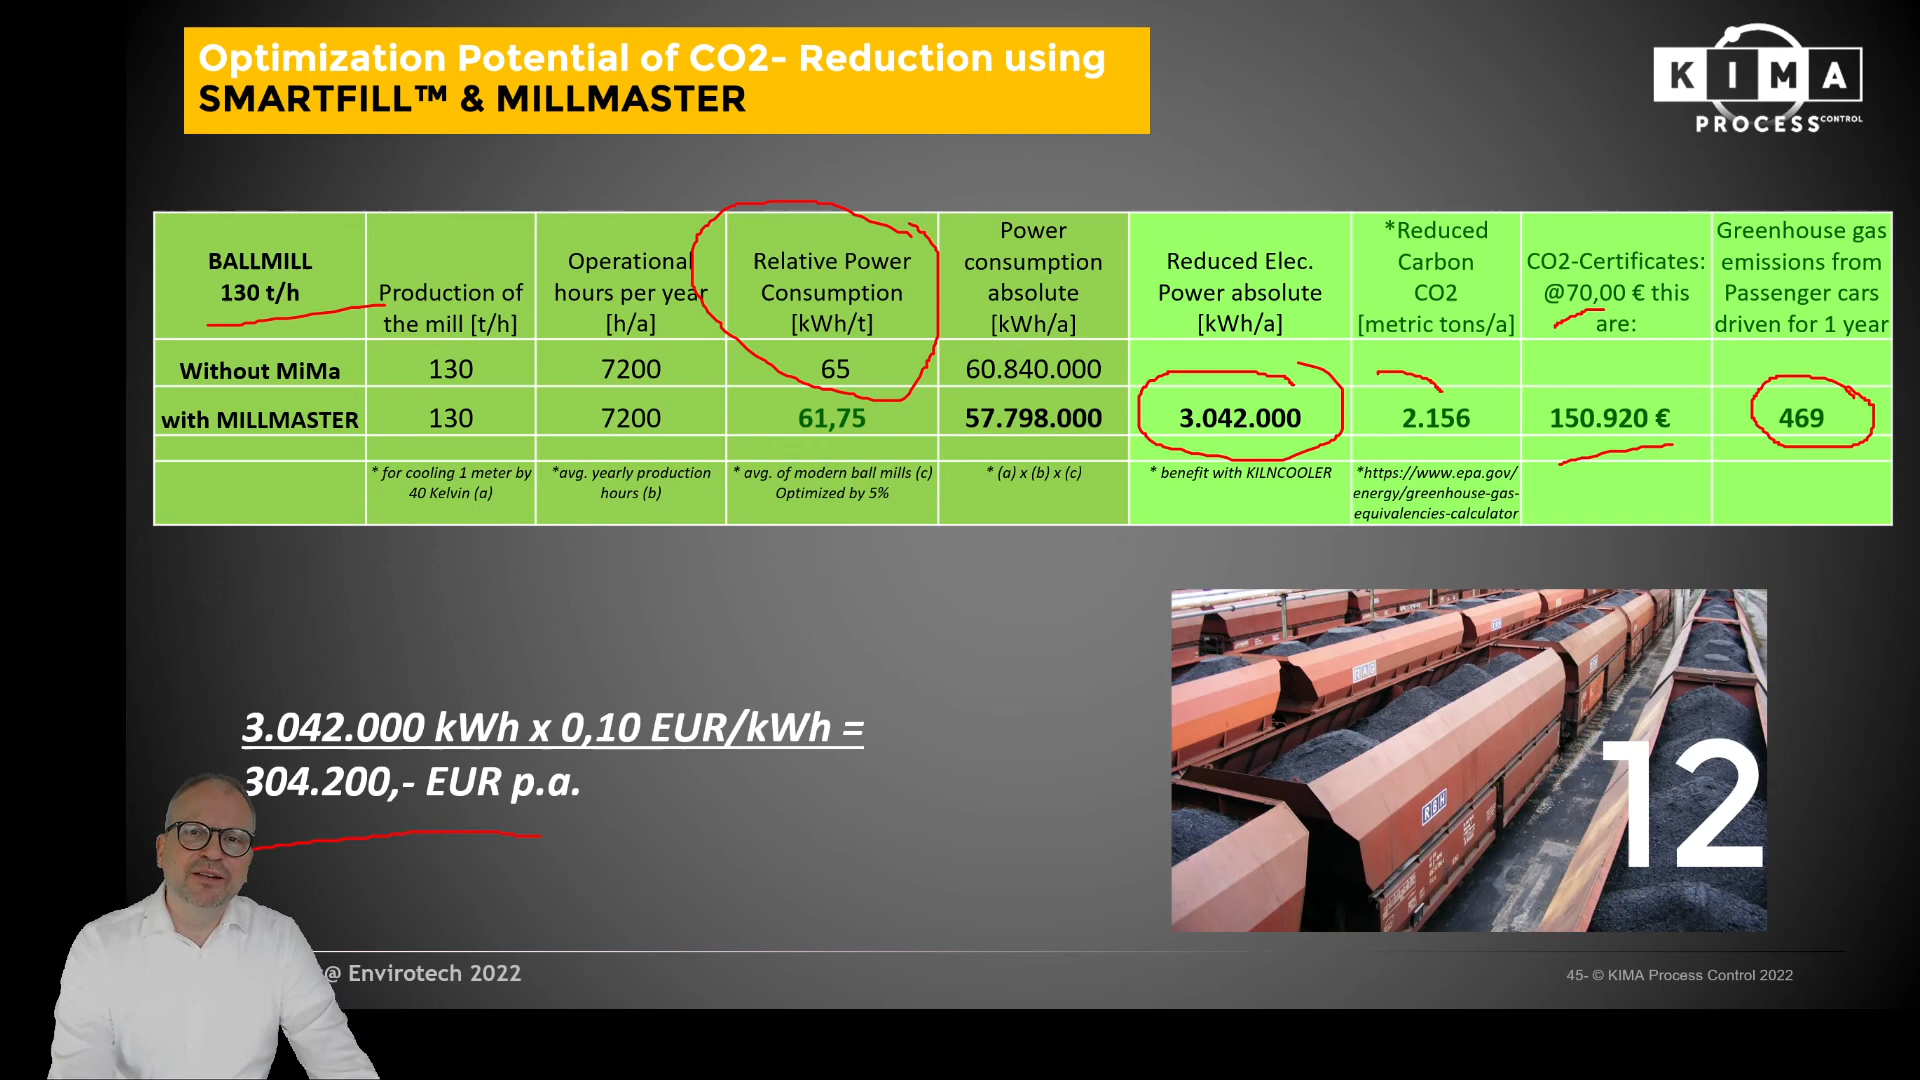 Optimization Potential of CO2- Reduction using
SMARTFILL™ & MILLMASTER
KIMA
PROCESS CONTROL
BALLMILL
130 t/h
Production of
the mill [t/h]
Operational
hours per year
[h/a]
Relative Power
Consumption
[kWh/t]
Power
consumption
absolute
[kWh/a]
Reduced Elec.
Power absolute
[kWh/a]
*Reduced
Carbon
CO2
[metric tons/a]
CO2-Certificates:
@70,00 € this
are:
Greenhouse gas
emissions from
Passenger cars
driven for 1 year
Without MiMa 130 7200 65 60.840.000
with MILLMASTER 130 7200 61,75 57.798.000 3.042.000 2.156 150.920 € 469
* for cooling 1 meter by
40 Kelvin (a)
*avg. yearly production
hours (b)
* avg. of modern ball mills (c)
Optimized by 5%
* (a) x (b) x (c)
* benefit with KILNCOOLER
*https://www.epa.gov/
energy/greenhouse-gas-
equivalencies-calculator
3.042.000 kWh x 0,10 EUR/kWh =
304.200,- EUR p.a.
RAG
RBH
12
@ Envirotech 2022
45- © KIMA Process Control 2022